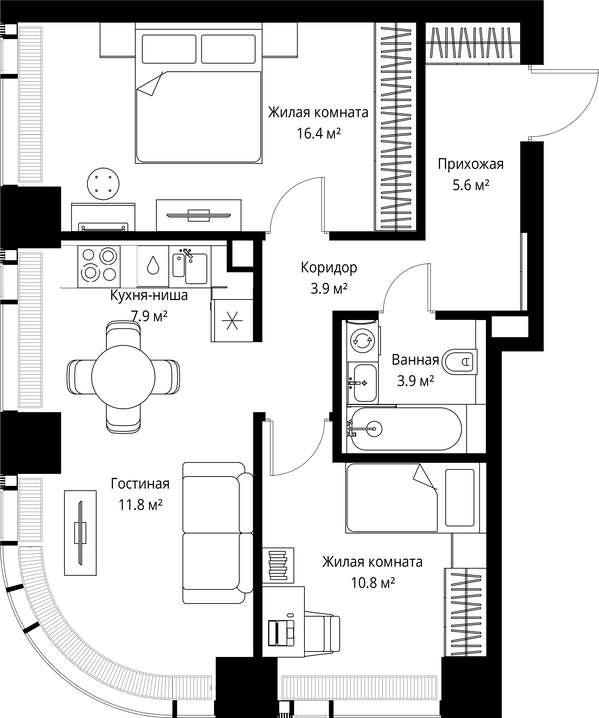 Жилая комната
16.4 м²
Прихожая
5.6 м²
Коридор
3.9 м²
Кухня-ниша
7.9 м²
Ванная
3.9 м²
Гостиная
11.8 м²
Жилая комната
10.8 м²